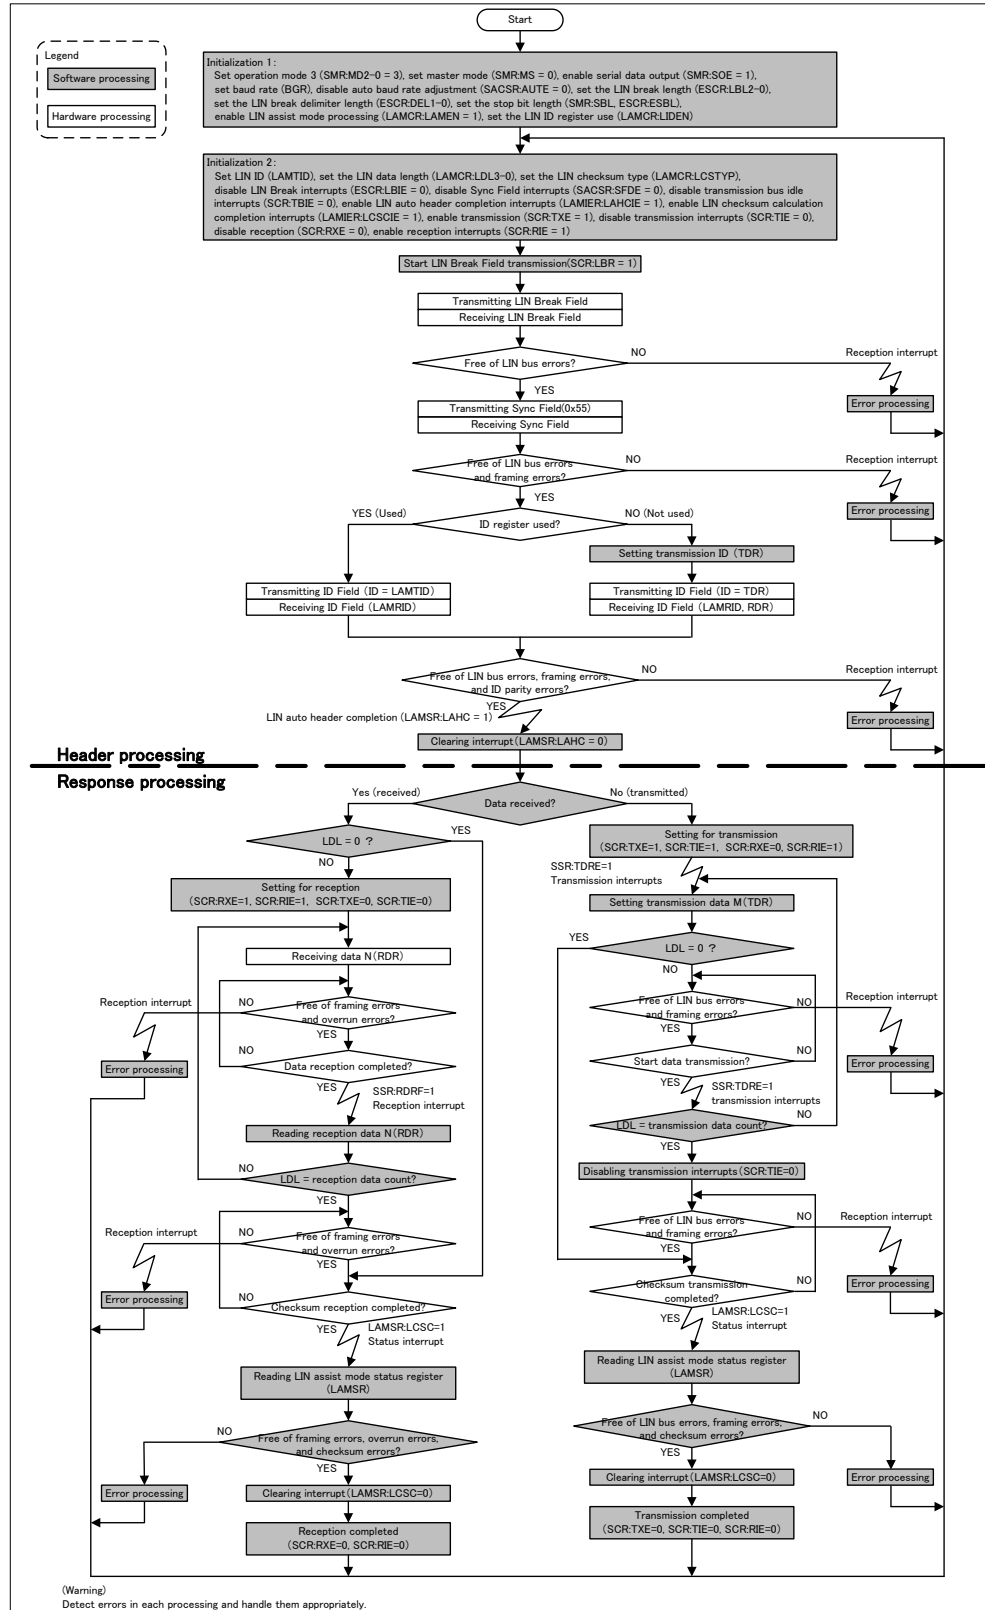 Start
Legend
Software processing
Hardware processing
Initialization 1:
Set operation mode 3 (SMR:MD2-0 = 3), set master mode (SMR:MS = 0), enable serial data output (SMR:SOE = 1),
set baud rate (BGR), disable auto baud rate adjustment (SACSR:AUTE = 0), set the LIN break length (ESCR:LBL2-0),
set the LIN break delimiter length (ESCR:DEL1-0), set the stop bit length (SMR:SBL, ESCR:ESBL),
enable LIN assist mode processing (LAMCR:LAMEN = 1), set the LIN ID register use (LAMCR:LIDEN)
Initialization 2:
Set LIN ID (LAMTID), set the LIN data length (LAMCR:LDL3-0), set the LIN checksum type (LAMCR:LCSTYP),
disable LIN Break interrupts (ESCR:LBIE = 0), disable Sync Field interrupts (SACSR:SFDE = 0), disable transmission bus idle
interrupts (SCR:TBIE = 0), enable LIN auto header completion interrupts (LAMIER:LAHCIE = 1), enable LIN checksum calculation
completion interrupts (LAMIER:LCSCIE = 1), enable transmission (SCR:TXE = 1), disable transmission interrupts (SCR:TIE = 0),
disable reception (SCR:RXE = 0), enable reception interrupts (SCR:RIE = 1)
Start LIN Break Field transmission(SCR:LBR = 1)
Transmitting LIN Break Field
Receiving LIN Break Field
Free of LIN bus errors?
NO
Reception interrupt
Error processing
YES
Transmitting Sync Field(0x55)
Receiving Sync Field
Free of LIN bus errors
and framing errors?
NO
Reception interrupt
Error processing
YES
YES (Used)
ID register used?
NO (Not used)
Setting transmission ID (TDR)
Transmitting ID Field (ID = LAMTID)
Receiving ID Field (LAMRID)
Transmitting ID Field (ID = TDR)
Receiving ID Field (LAMRID, RDR)
Free of LIN bus errors, framing errors,
and ID parity errors?
NO
Reception interrupt
Error processing
YES
LIN auto header completion (LAMSR:LAHC = 1)
Clearing interrupt(LAMSR:LAHC = 0)
Header processing
Response processing
Yes (received)
Data received?
No (transmitted)
LDL = 0 ?
YES
NO
Setting for reception
(SCR:RXE=1, SCR:RIE=1, SCR:TXE=0, SCR:TIE=0)
Receiving data N(RDR)
Reception interrupt
NO
Free of framing errors
and overrun errors?
YES
Error processing
NO
Data reception completed?
YES
SSR:RDRF=1
Reception interrupt
Reading reception data N(RDR)
NO
LDL = reception data count?
YES
Reception interrupt
NO
Free of framing errors
and overrun errors?
YES
Error processing
NO
Checksum reception completed?
YES
LAMSR:LCSC=1
Status interrupt
Reading LIN assist mode status register
(LAMSR)
NO
Free of framing errors, overrun errors,
and checksum errors?
YES
Error processing
Clearing interrupt(LAMSR:LCSC=0)
Reception completed
(SCR:RXE=0, SCR:RIE=0)
Setting for transmission
(SCR:TXE=1, SCR:TIE=1, SCR:RXE=0, SCR:RIE=1)
SSR:TDRE=1
Transmission interrupts
Setting transmission data M(TDR)
YES
LDL = 0 ?
NO
Free of LIN bus errors
and framing errors?
NO
Reception interrupt
YES
Error processing
Start data transmission?
NO
YES
SSR:TDRE=1
transmission interrupts
LDL = transmission data count?
NO
YES
Disabling transmission interrupts(SCR:TIE=0)
Free of LIN bus errors
and framing errors?
NO
Reception interrupt
YES
Error processing
Checksum transmission
completed?
NO
YES
LAMSR:LCSC=1
Status interrupt
Reading LIN assist mode status register
(LAMSR)
Free of LIN bus errors, framing errors,
and checksum errors?
NO
YES
Error processing
Clearing interrupt(LAMSR:LCSC=0)
Transmission completed
(SCR:TXE=0, SCR:TIE=0, SCR:RIE=0)
(Warning)
Detect errors in each processing and handle them appropriately.